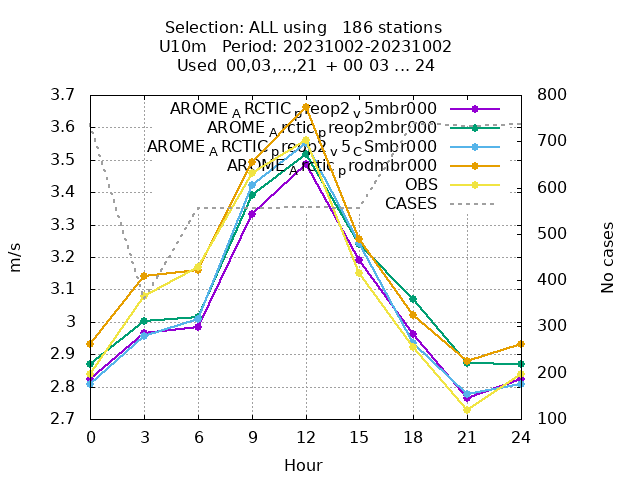 Selection: ALL using   186 stations
U10m   Period: 20231002-20231002
Used  00,03,...,21  + 00 03 ... 24
3.7
3.6
3.5
3.4
3.3
3.2
3.1
3
2.9
2.8
2.7
m/s
AROME_ARCTIC_preop2_v5mbr000
AROME_Arctic_preop2mbr000
AROME_ARCTIC_preop2_v5_CSmbr000
AROME_Arctic_prodmbr000
OBS
CASES
800
700
600
500
400
300
200
100
No cases
0 3 6 9 12 15 18 21 24
Hour